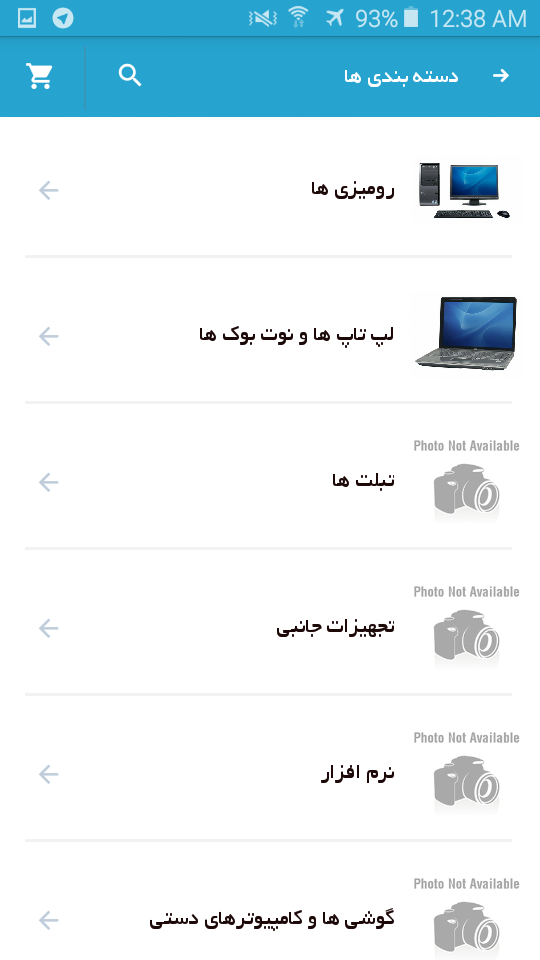 93% 12:38 AM
دسته بندی ها
رومیزی ها
لپ تاپ ها و نوت بوک ها
Photo Not Available
تبلت ها
Photo Not Available
تجهیزات جانبی
Photo Not Available
نرم افزار
Photo Not Available
گوشی ها و کامپیوترهای دستی